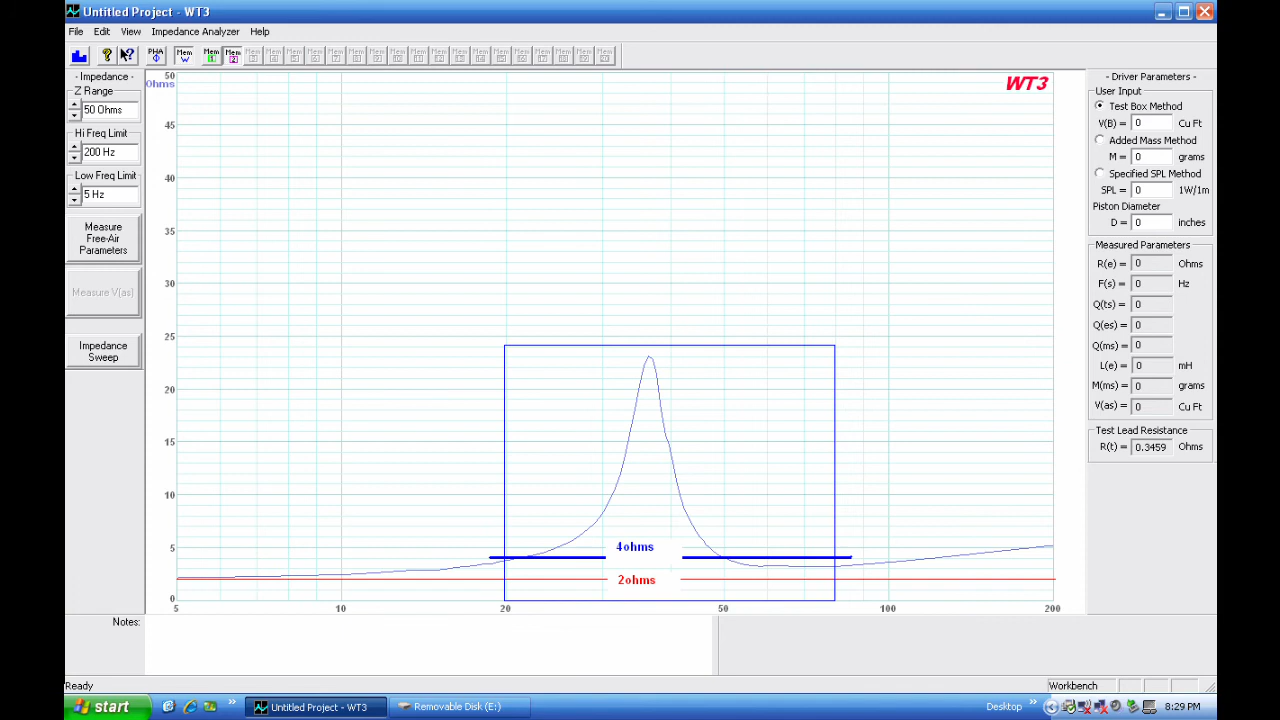 Untitled Project - WT3
File Edit View Impedance Analyzer Help
PHA Mem W Mem 1 Mem 2
- Impedance -
Z Range
50 Ohms
Hi Freq Limit
200 Hz
Low Freq Limit
5 Hz
Measure
Free-Air
Parameters
Measure V(as)
Impedance
Sweep
50
Ohms
45
40
35
30
25
20
15
10
5
0
WT3
4ohms
2ohms
5 10 20 50 100 200
- Driver Parameters -
User Input
Test Box Method
V(B) = 0 Cu Ft
Added Mass Method
M = 0 grams
Specified SPL Method
SPL = 0 1W/1m
Piston Diameter
D = 0 inches
Measured Parameters
R(e) = 0 Ohms
F(s) = 0 Hz
Q(ts) = 0
Q(es) = 0
Q(ms) = 0
L(e) = 0 mH
M(ms) = 0 grams
V(as) = 0 Cu Ft
Test Lead Resistance
R(t) = 0.3459 Ohms
Notes:
Ready
Workbench
start
Untitled Project - WT3
Removable Disk (E:)
Desktop
8:29 PM